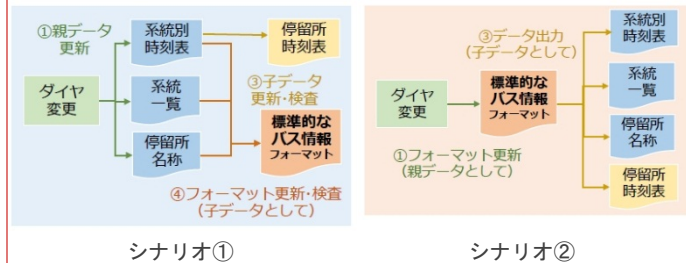 ①親データ
更新
ダイヤ
変更
系統別
時刻表
系統
一覧
停留所
名称
停留所
時刻表
③子データ
更新・検査
標準的な
バス情報
フォーマット
④フォーマット更新・検査
(子データとして)
シナリオ①
③データ出力
(子データとして)
ダイヤ
変更
標準的な
バス情報
フォーマット
①フォーマット更新
(親データとして)
系統別
時刻表
系統
一覧
停留所
名称
停留所
時刻表
シナリオ②